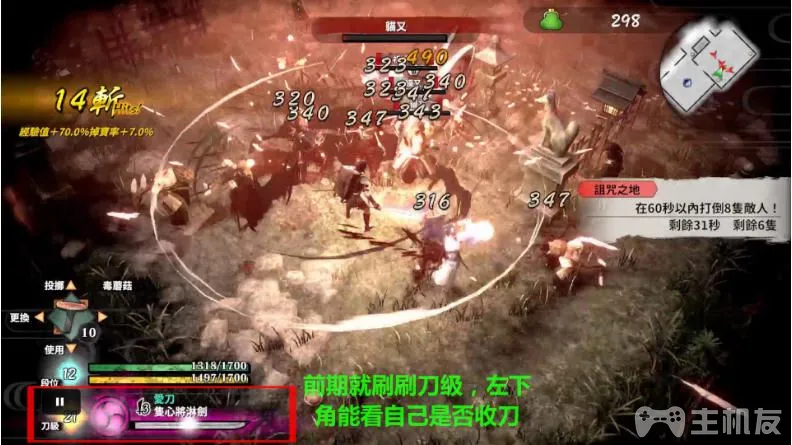 貓又
298
14斬
經驗值+70.0%掉寶率+7.0%
490
323
340
323
347
320
340
347
343
316
347
詛咒之地
在60秒以內打倒8隻敵人！
剩餘31秒 剩餘6隻
投擲 毒蘑菇
更換
10
使用
12
段位
1318/1700
1497/1700
愛刀
隻心將淋劍
21
刀級
前期就刷刷刀级，左下
角能看自己是否收刀
主机友